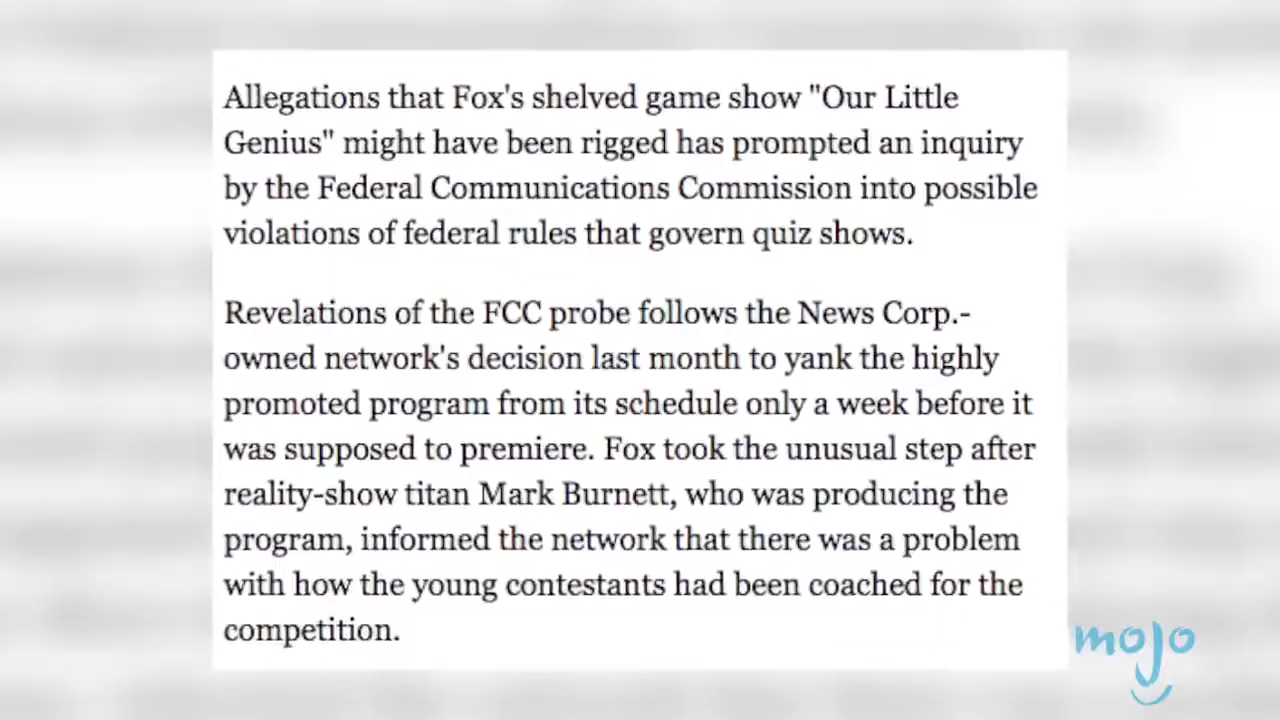 Allegations that Fox's shelved game show "Our Little
Genius" might have been rigged has prompted an inquiry
by the Federal Communications Commission into possible
violations of federal rules that govern quiz shows.
Revelations of the FCC probe follows the News Corp.-
owned network's decision last month to yank the highly
promoted program from its schedule only a week before it
was supposed to premiere. Fox took the unusual step after
reality-show titan Mark Burnett, who was producing the
program, informed the network that there was a problem
with how the young contestants had been coached for the
competition.
mojo